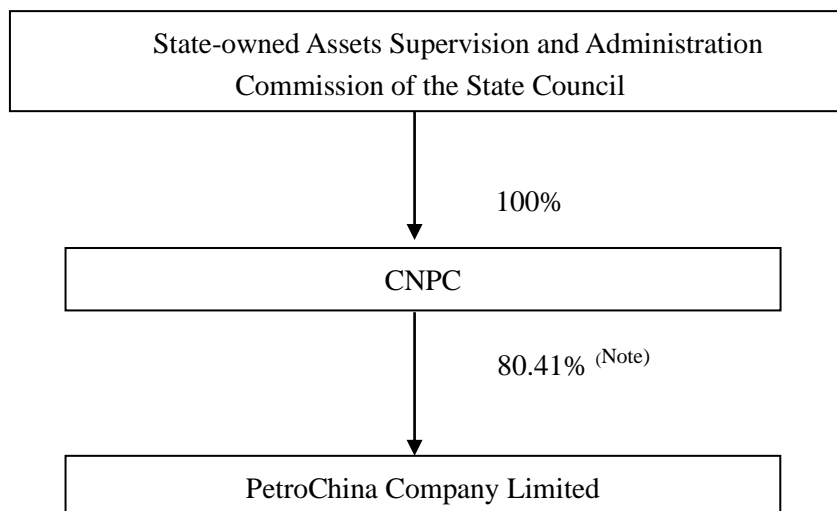 State-owned Assets Supervision and Administration
Commission of the State Council
100%
CNPC
80.41% (Note)
PetroChina Company Limited